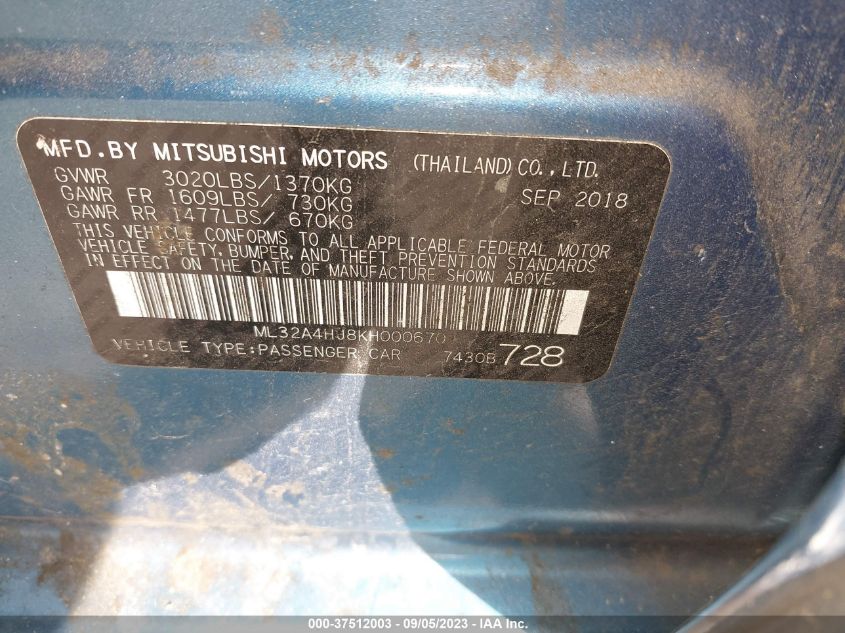 MFD.BY MITSUBISHI MOTORS (THAILAND)CO.,LTD.
GVWR 3020LBS/1370KG SEP 2018
GAWR FR 1609LBS/ 730KG
GAWR RR 1477LBS/ 670KG
THIS VEHICLE CONFORMS TO ALL APPLICABLE FEDERAL MOTOR
VEHICLE SAFETY, BUMPER, AND THEFT PREVENTION STANDARDS
IN EFFECT ON THE DATE OF MANUFACTURE SHOWN ABOVE.
ML32A4HJ8KH000670
VEHICLE TYPE:PASSENGER CAR 7430B 728
000-37512003 - 09/05/2023 - IAA Inc.